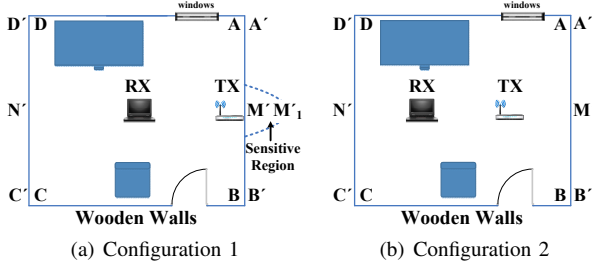 windows
D´ D A A´
RX TX
N´ M´ M´₁
Sensitive
Region
C´ C B B´
Wooden Walls
(a) Configuration 1
windows
D´ D A A´
RX TX
N´ M
C´ C B B´
Wooden Walls
(b) Configuration 2